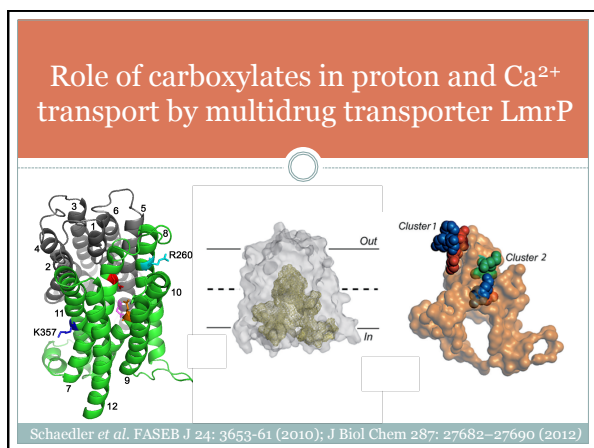 Role of carboxylates in proton and Ca²⁺
transport by multidrug transporter LmrP
3
6
5
1
8
4
2
R260
10
11
K357
7
9
12
Out
In
Cluster 1
Cluster 2
Schaedler et al. FASEB J 24: 3653-61 (2010); J Biol Chem 287: 27682–27690 (2012)